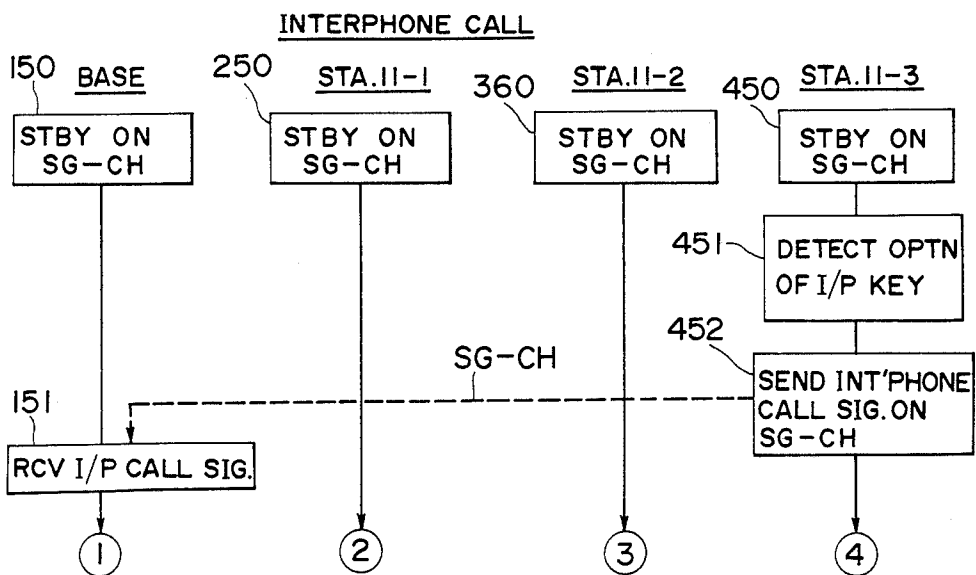 INTERPHONE CALL
150 BASE
250 STA.11-1
360 STA.11-2
450 STA.11-3
STBY ON
SG-CH
STBY ON
SG-CH
STBY ON
SG-CH
STBY ON
SG-CH
451
DETECT OPTN
OF I/P KEY
452
SG-CH
SEND INT'PHONE
CALL SIG. ON
SG-CH
151
RCV I/P CALL SIG.
1
2
3
4